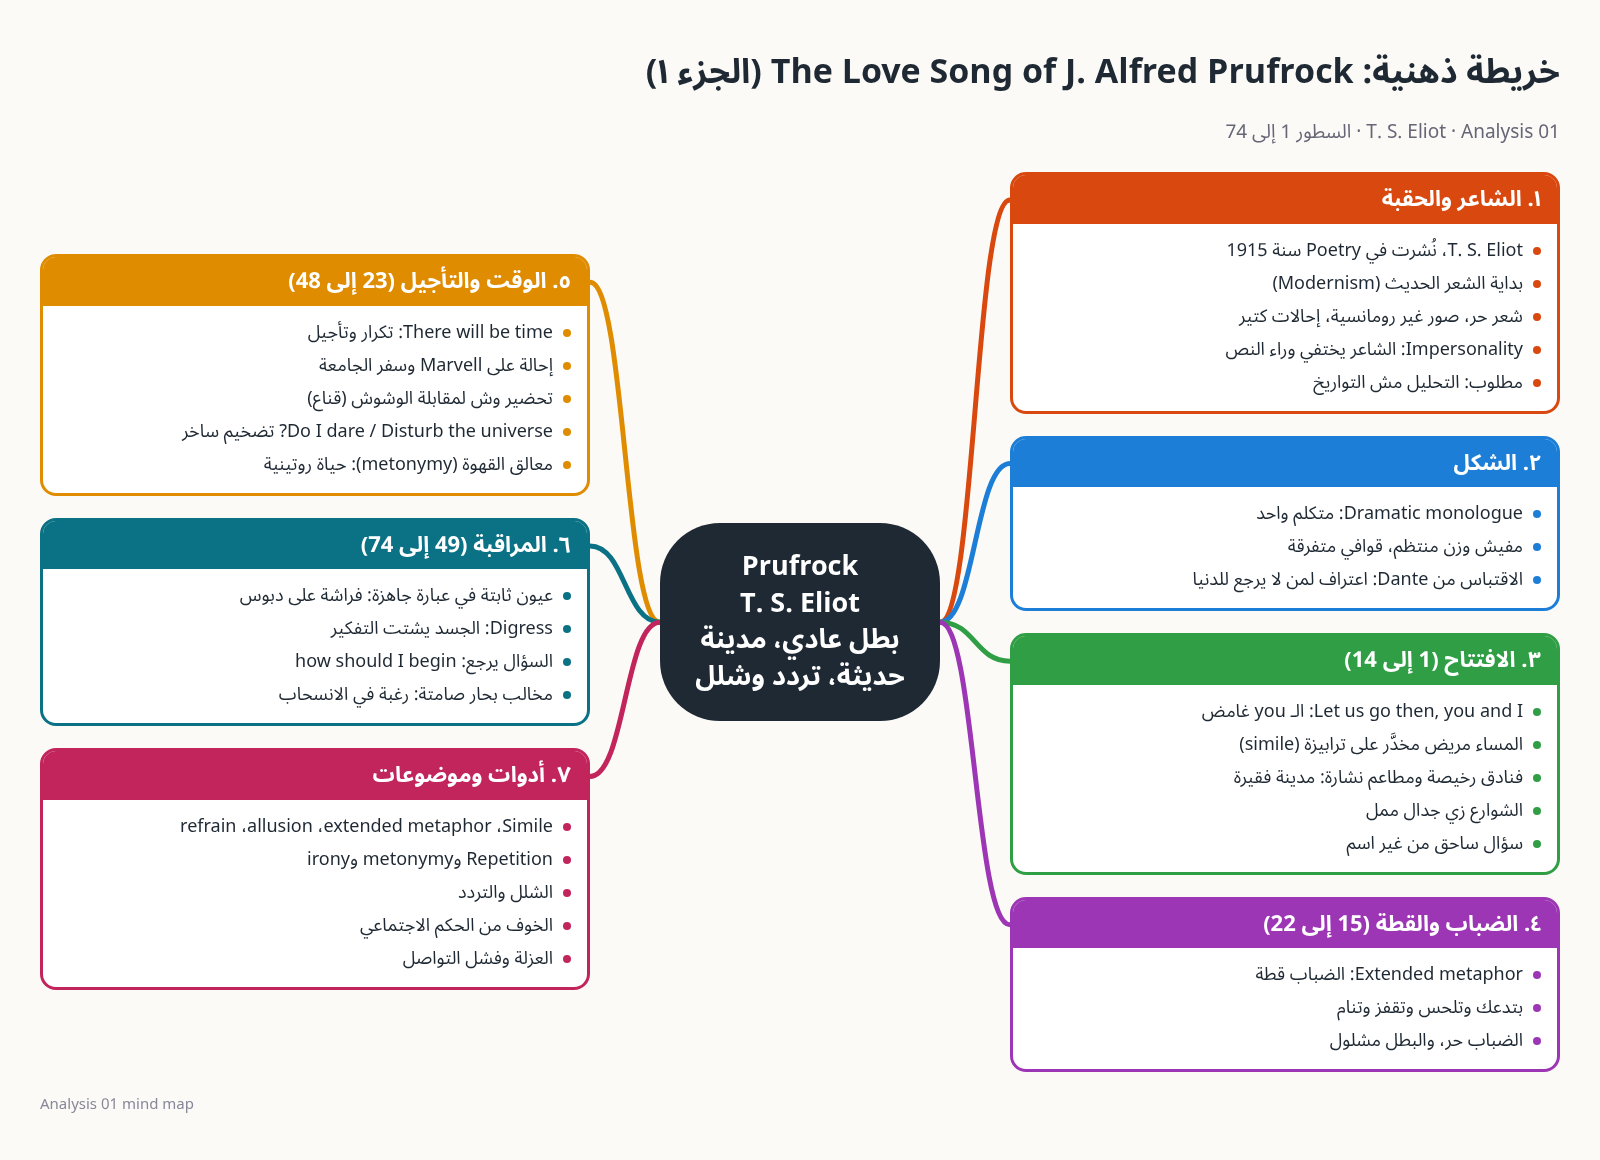 خريطة ذهنية: The Love Song of J. Alfred Prufrock (الجزء ١)
T. S. Eliot · Analysis 01 · السطور 1 إلى 74
١. الشاعر والحقبة
T. S. Eliot، نُشرت في Poetry سنة 1915
بداية الشعر الحديث (Modernism)
شعر حر، صور غير رومانسية، إحالات كتير
Impersonality: الشاعر يختفي وراء النص
مطلوب: التحليل مش التواريخ
٢. الشكل
Dramatic monologue: متكلم واحد
مفيش وزن منتظم، قوافي متفرقة
الاقتباس من Dante: اعتراف لمن لا يرجع للدنيا
٣. الافتتاح (1 إلى 14)
Let us go then, you and I: الـ you غامض
المساء مريض مخدَّر على ترابيزة (simile)
فنادق رخيصة ومطاعم نشارة: مدينة فقيرة
الشوارع زي جدال ممل
سؤال ساحق من غير اسم
٤. الضباب والقطة (15 إلى 22)
Extended metaphor: الضباب قطة
بتدعك وتلحس وتقفز وتنام
الضباب حر، والبطل مشلول
Prufrock
T. S. Eliot
بطل عادي، مدينة
حديثة، تردد وشلل
٥. الوقت والتأجيل (23 إلى 48)
There will be time: تكرار وتأجيل
إحالة على Marvell وسفر الجامعة
تحضير وش لمقابلة الوشوش (قناع)
Do I dare / Disturb the universe? تضخيم ساخر
معالق القهوة (metonymy): حياة روتينية
٦. المراقبة (49 إلى 74)
عيون ثابتة في عبارة جاهزة: فراشة على دبوس
Digress: الجسد يشتت التفكير
السؤال يرجع: how should I begin
مخالب بحار صامتة: رغبة في الانسحاب
٧. أدوات وموضوعات
Simile، extended metaphor، allusion، refrain
Repetition وmetonymy وirony
الشلل والتردد
الخوف من الحكم الاجتماعي
العزلة وفشل التواصل
Analysis 01 mind map